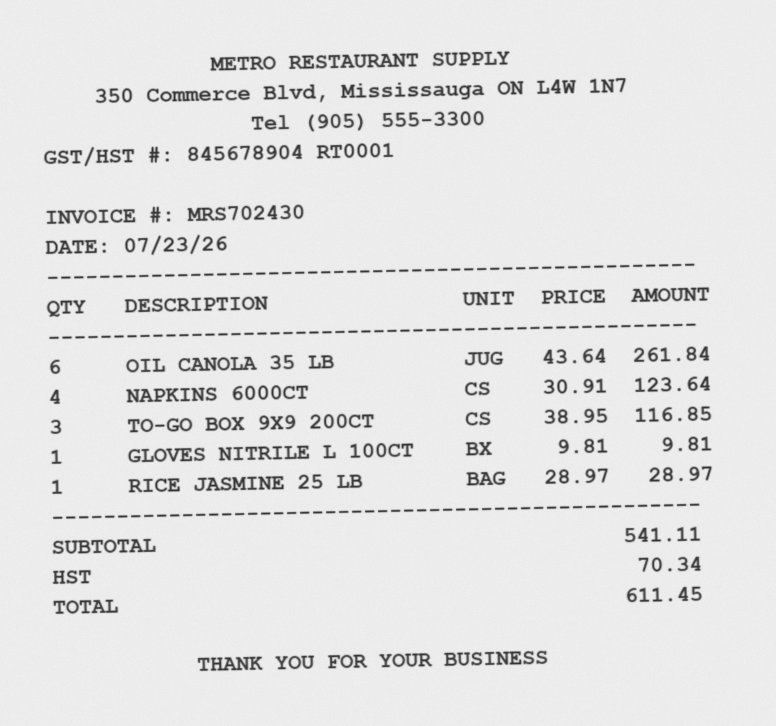 METRO RESTAURANT SUPPLY
350 Commerce Blvd, Mississauga ON L4W 1N7
Tel (905) 555-3300
GST/HST #: 845678904 RT0001
INVOICE #: MRS702430
DATE: 07/23/26
--------------------------------------------------
QTY DESCRIPTION UNIT PRICE AMOUNT
--------------------------------------------------
6 OIL CANOLA 35 LB JUG 43.64 261.84
4 NAPKINS 6000CT CS 30.91 123.64
3 TO-GO BOX 9X9 200CT CS 38.95 116.85
1 GLOVES NITRILE L 100CT BX 9.81 9.81
1 RICE JASMINE 25 LB BAG 28.97 28.97
--------------------------------------------------
SUBTOTAL 541.11
HST 70.34
TOTAL 611.45
THANK YOU FOR YOUR BUSINESS